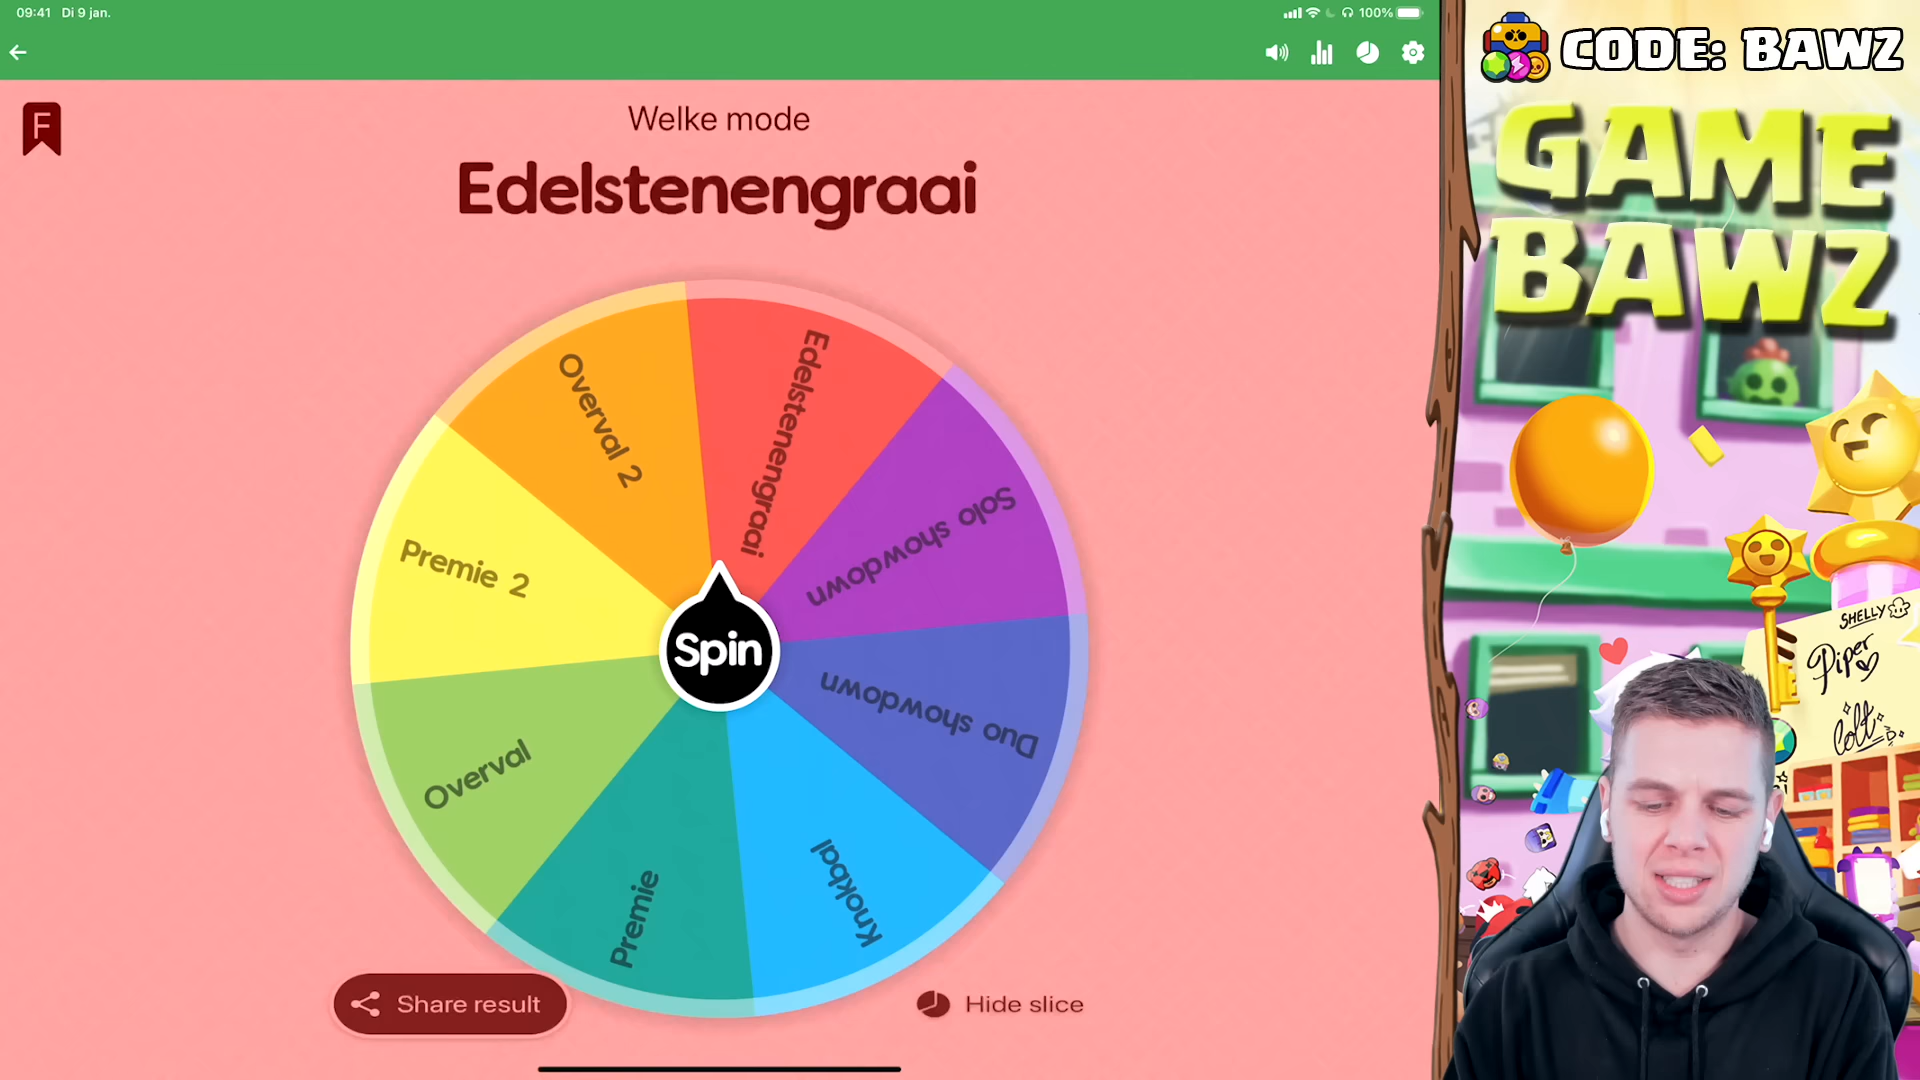 09:41 Di 9 jan.
100%
CODE: BAWZ
GAME
BAWZ
F
Welke mode
Edelstenengraai
Edelstenengraai
Overval 2
Solo showdown
Premie 2
Spin
Duo showdown
Overval
Knokbal
Premie
Share result
Hide slice
SHELLY
Piper
Colt